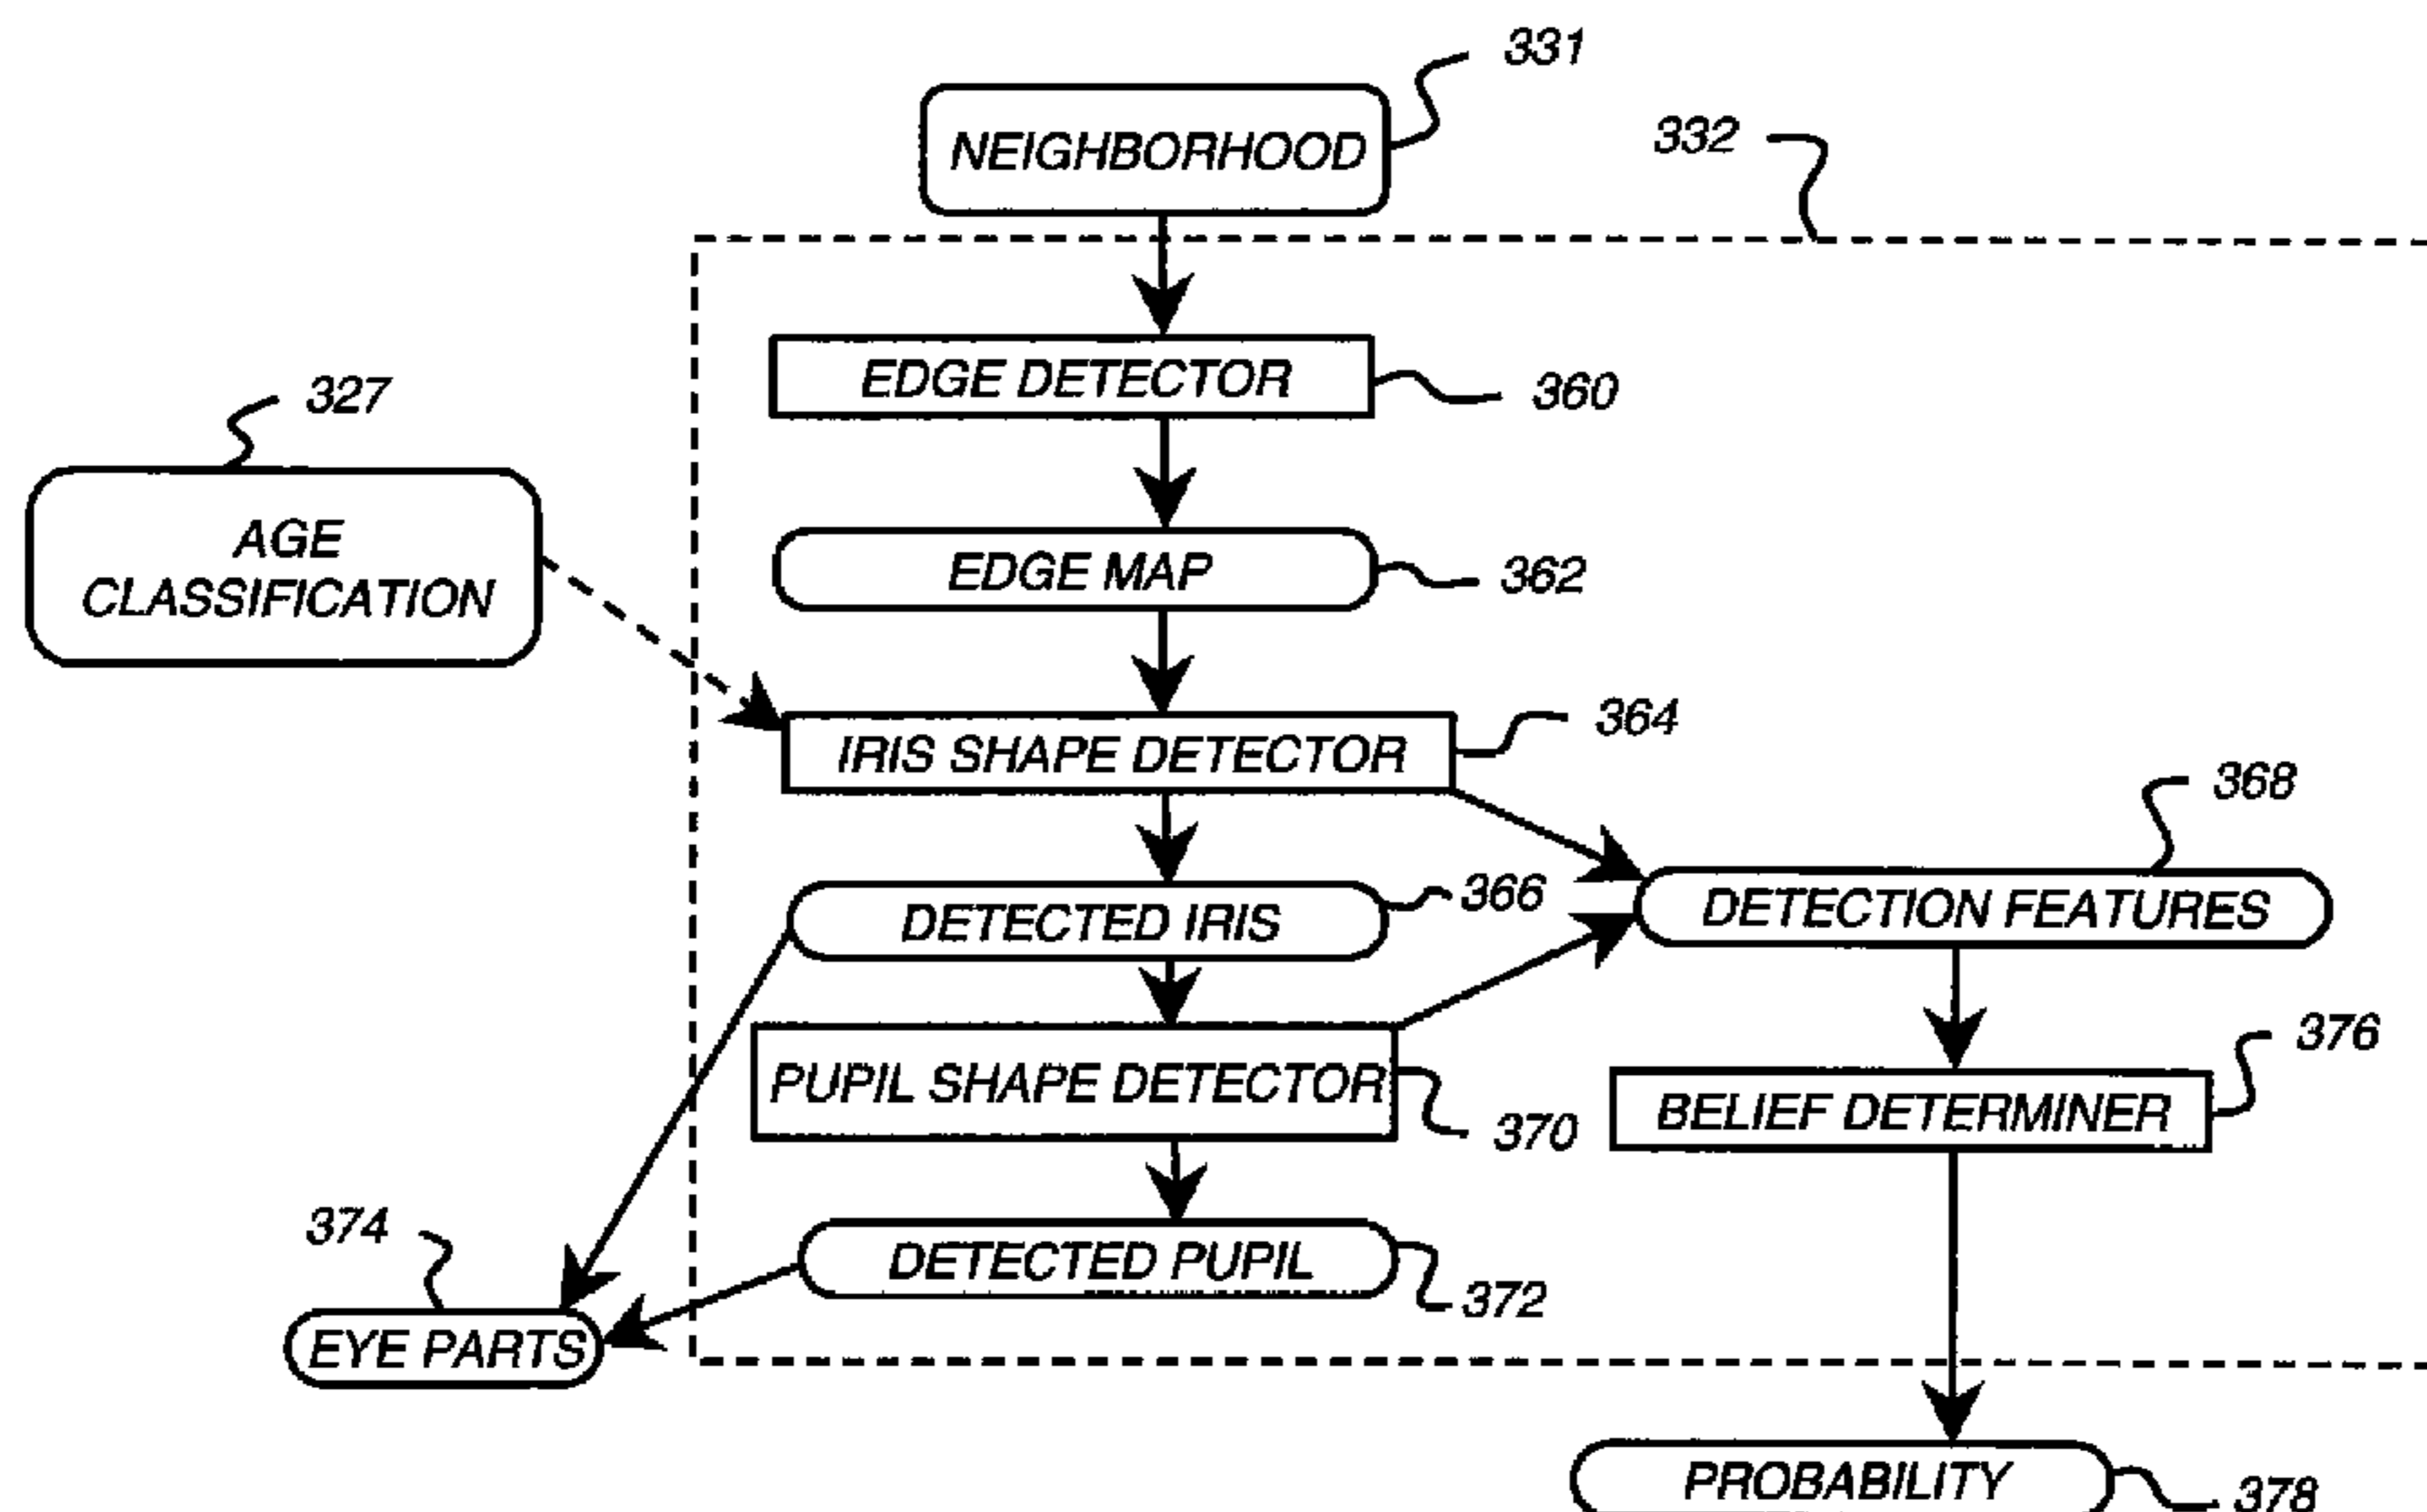 331
NEIGHBORHOOD
332
EDGE DETECTOR
360
327
AGE
CLASSIFICATION
EDGE MAP
362
364
IRIS SHAPE DETECTOR
368
366
DETECTED IRIS
DETECTION FEATURES
376
PUPIL SHAPE DETECTOR
370
BELIEF DETERMINER
374
DETECTED PUPIL
372
EYE PARTS
PROBABILITY
378